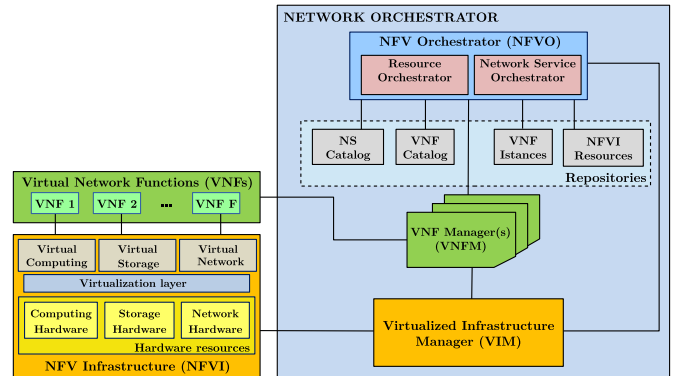 NETWORK ORCHESTRATOR
NFV Orchestrator (NFVO)
Resource
Orchestrator
Network Service
Orchestrator
NS
Catalog
VNF
Catalog
VNF
Istances
NFVI
Resources
Repositories
Virtual Network Functions (VNFs)
VNF 1
VNF 2
...
VNF F
VNF Manager(s)
(VNFM)
Virtual
Computing
Virtual
Storage
Virtual
Network
Virtualization layer
Computing
Hardware
Storage
Hardware
Network
Hardware
Hardware resources
NFV Infrastructure (NFVI)
Virtualized Infrastructure
Manager (VIM)